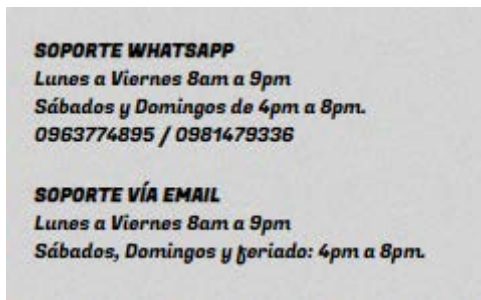 SOPORTE WHATSAPP
Lunes a Viernes 8am a 9pm
Sábados y Domingos de 4pm a 8pm.
0963774895 / 0981479336
SOPORTE VÍA EMAIL
Lunes a Viernes 8am a 9pm
Sábados, Domingos y feriado: 4pm a 8pm.